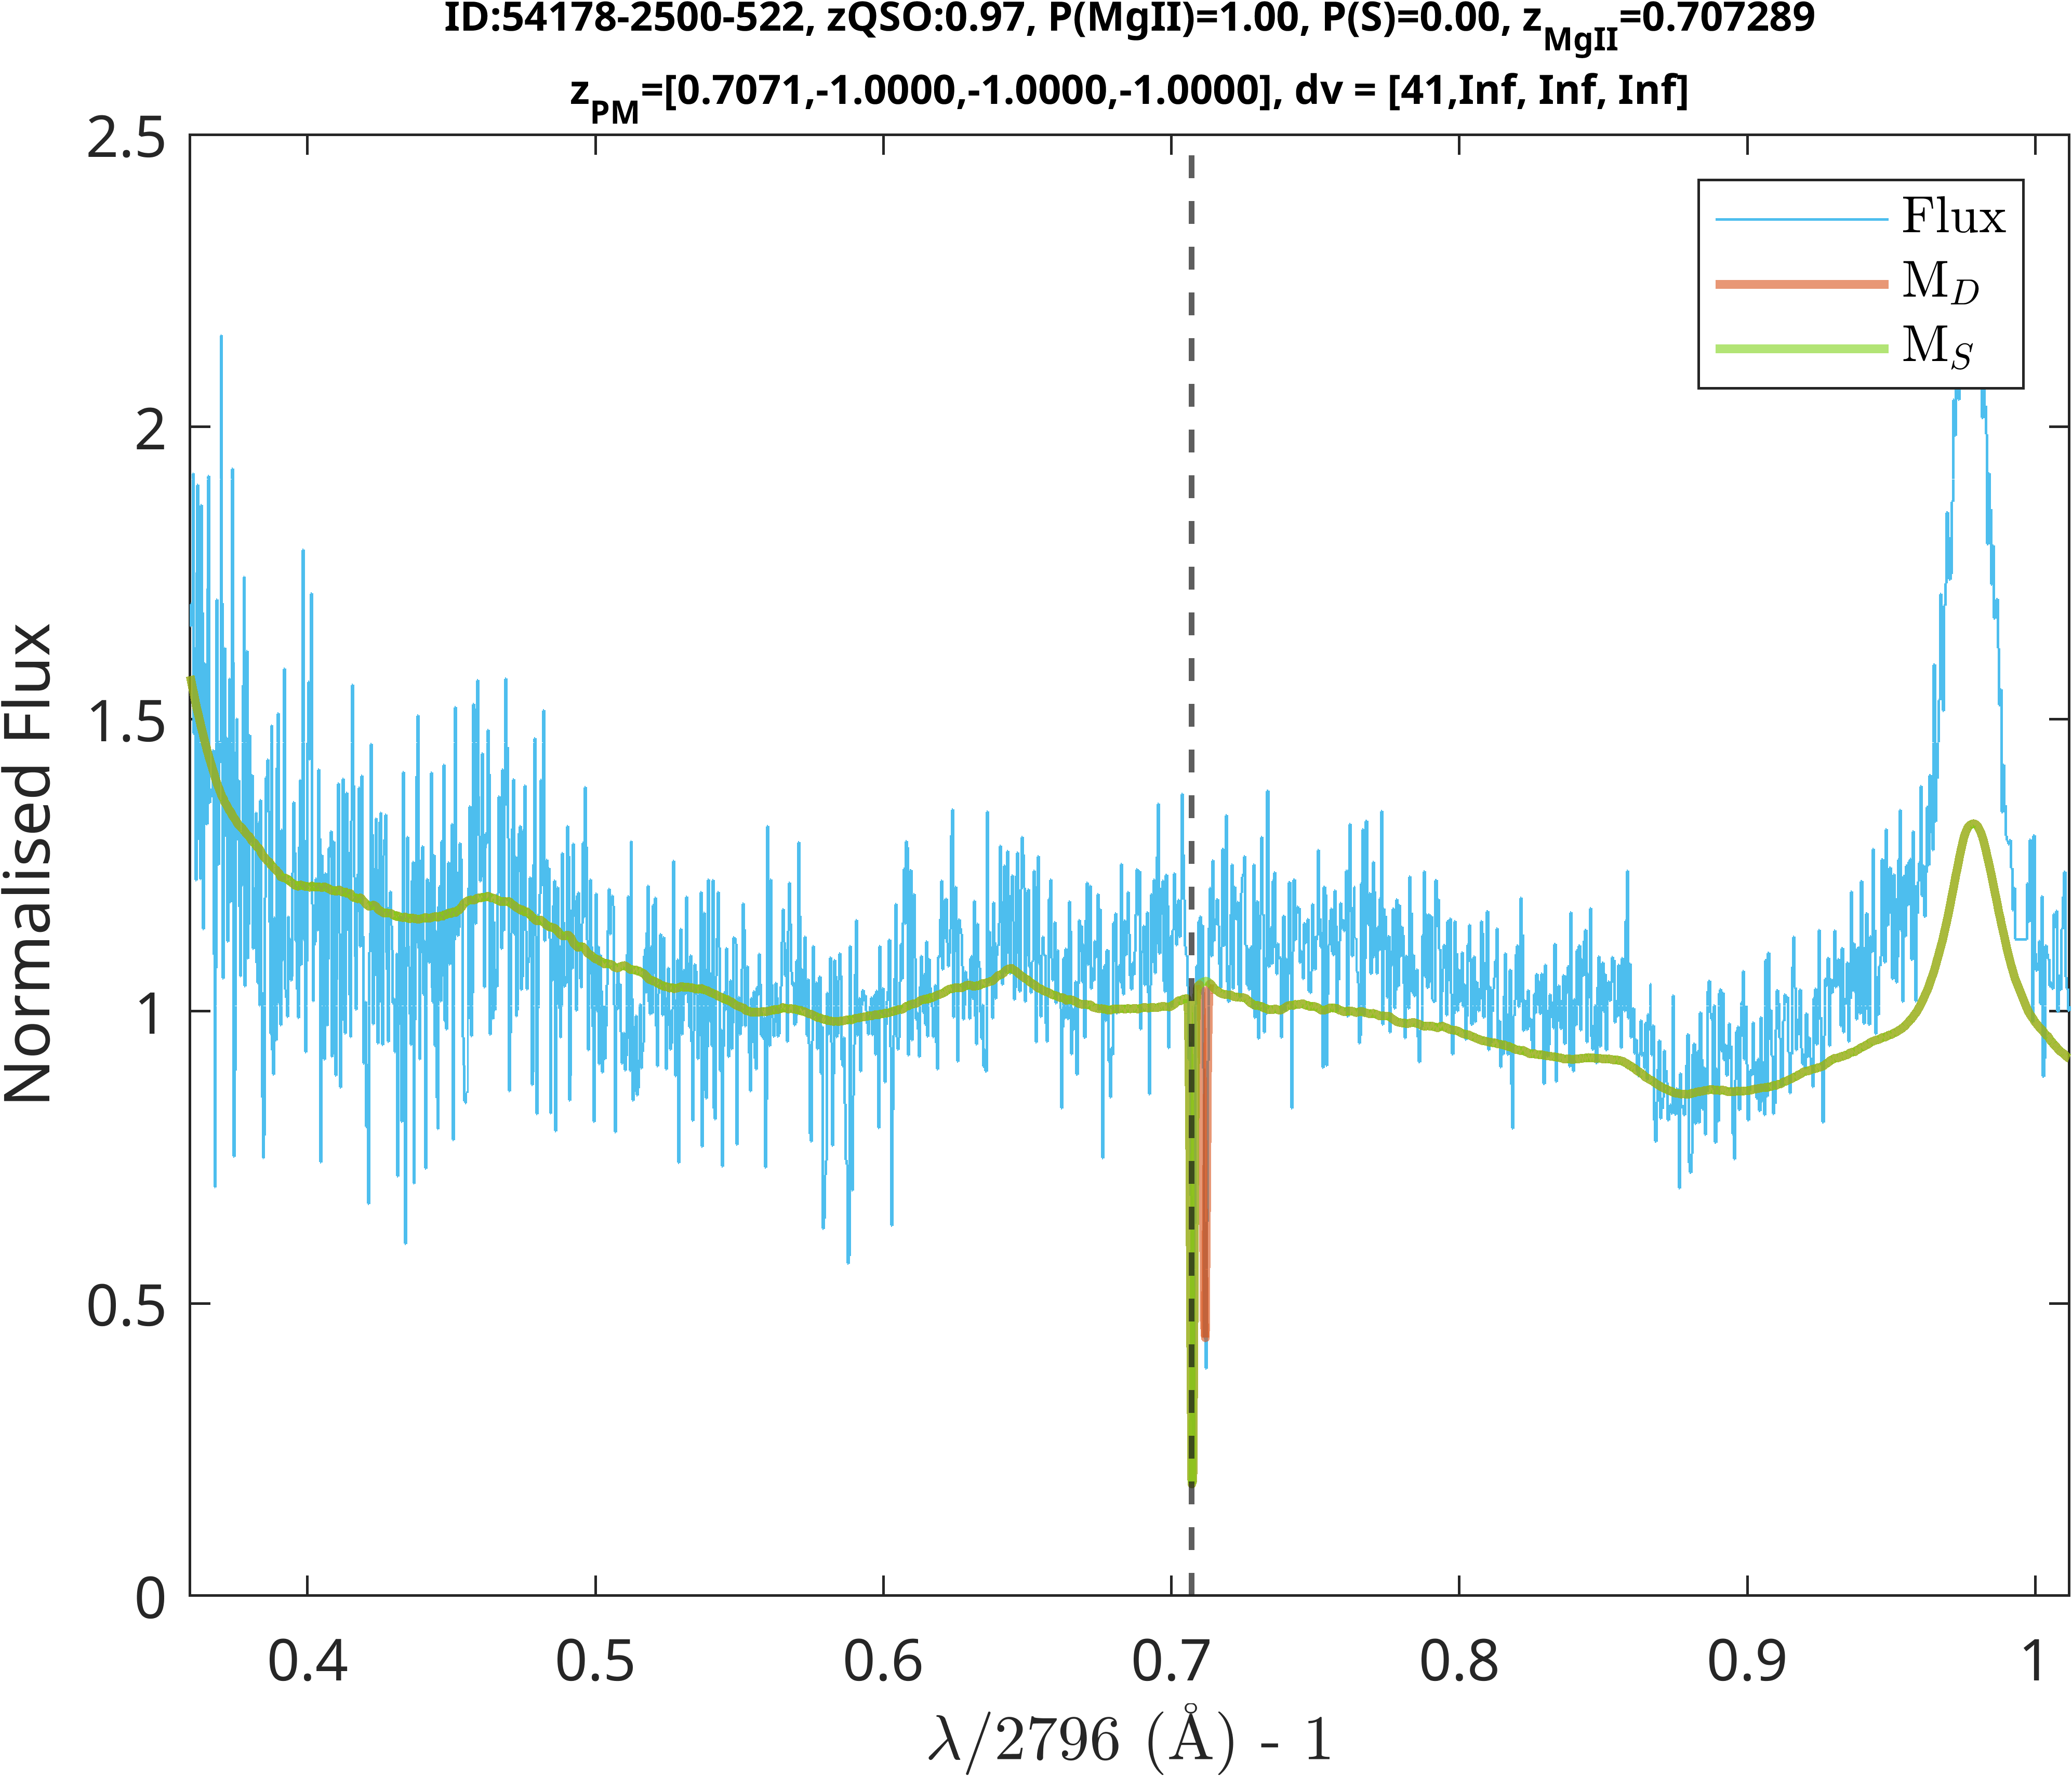 ID:54178-2500-522, zQSO:0.97, P(MgII)=1.00, P(S)=0.00, zMgII=0.707289
zPM=[0.7071,-1.0000,-1.0000,-1.0000], dv = [41,Inf, Inf, Inf]
2.5
2
1.5
1
0.5
0
Normalised Flux
Flux
MD
MS
0.4 0.5 0.6 0.7 0.8 0.9 1
λ/2796 (Å) - 1